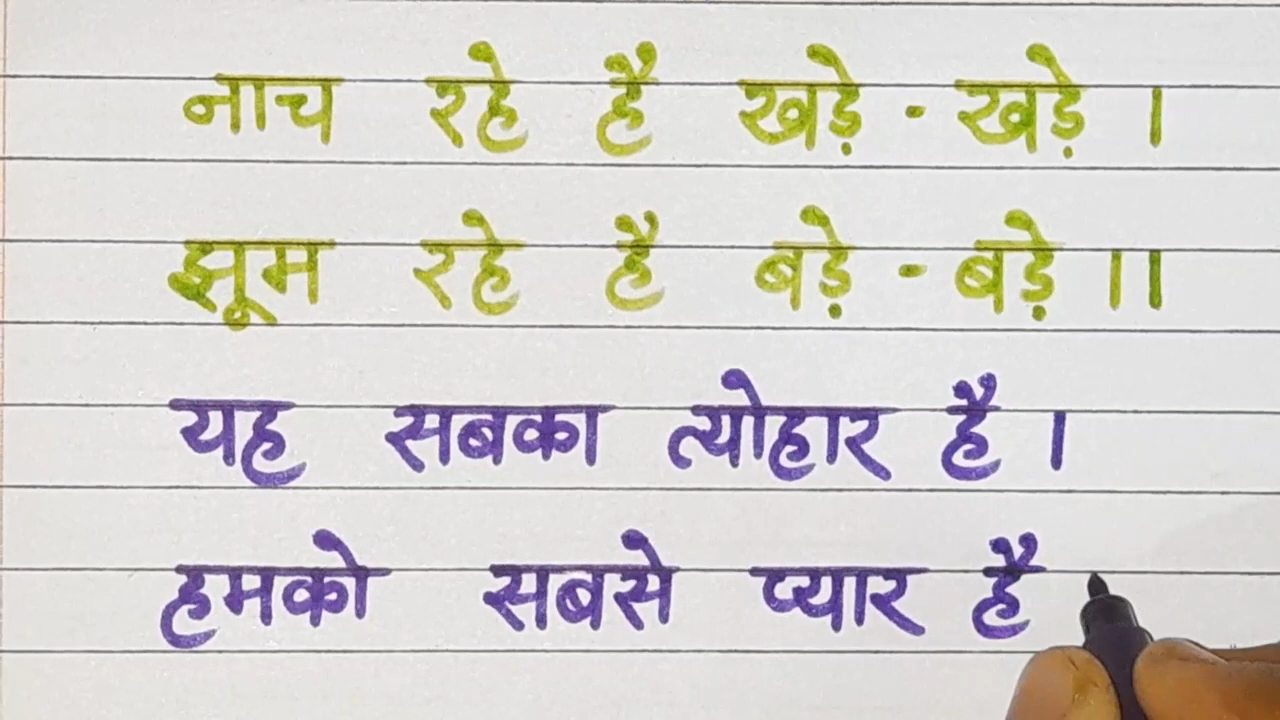 नाच रहे है खड़े - खड़े ।
झूम रहे है बड़े - बड़े ।।
यह सबका त्योहार है ।
हमको सबसे प्यार है